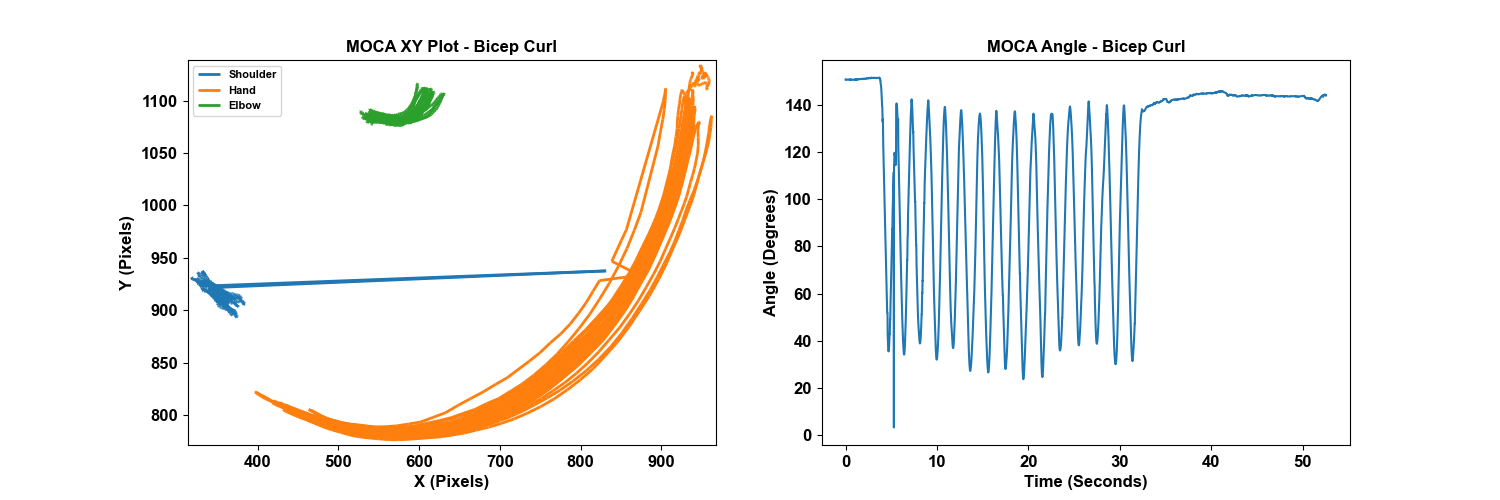 MOCA XY Plot - Bicep Curl
Shoulder
Hand
Elbow
1100
1050
1000
950
900
850
800
Y (Pixels)
400 500 600 700 800 900
X (Pixels)
MOCA Angle - Bicep Curl
140
120
100
80
60
40
20
0
Angle (Degrees)
0 10 20 30 40 50
Time (Seconds)